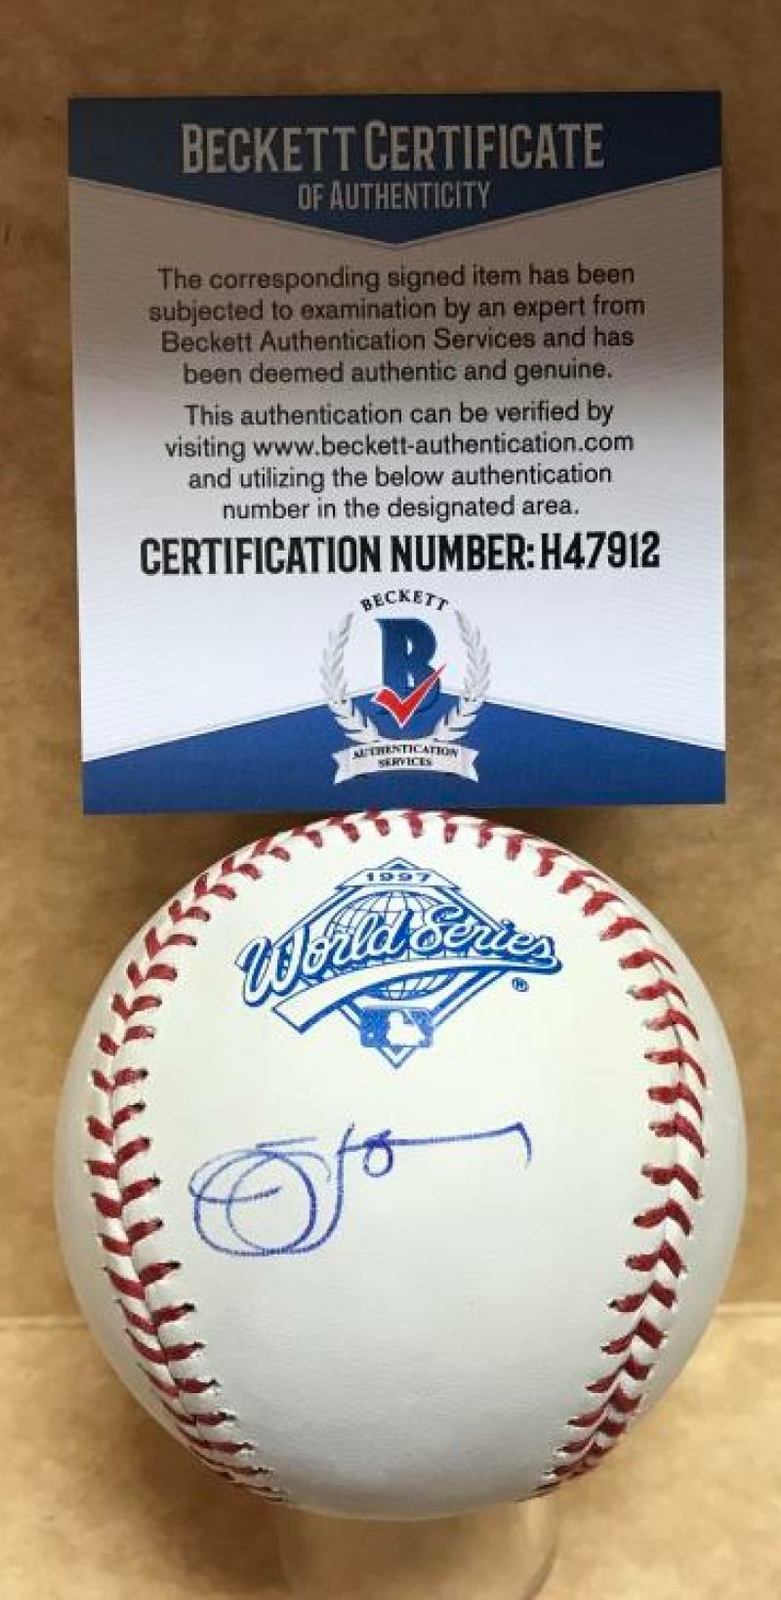 BECKETT CERTIFICATE
OF AUTHENTICITY
The corresponding signed item has been
subjected to examination by an expert from
Beckett Authentication Services and has
been deemed authentic and genuine.
This authentication can be verified by
visiting www.beckett-authentication.com
and utilizing the below authentication
number in the designated area.
CERTIFICATION NUMBER: H47912
BECKETT
B
AUTHENTICATION
SERVICES
1997
World Series
®